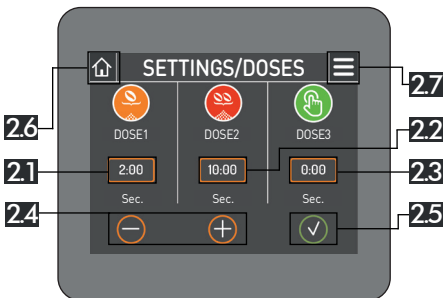 SETTINGS/DOSES
2.7
2.6
DOSE1 DOSE2 DOSE3
2.2
2.1 2:00 10:00 0:00 2.3
Sec. Sec. Sec.
2.4
2.5